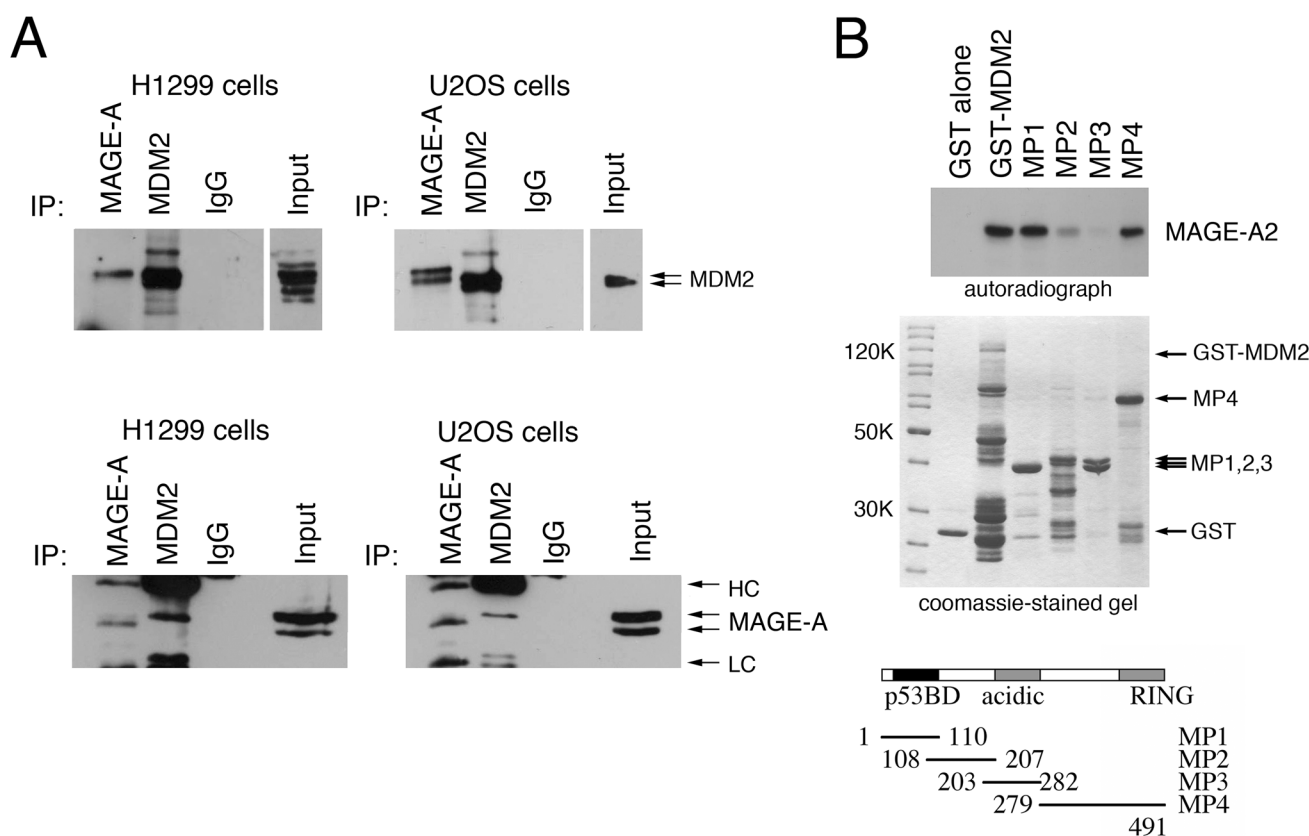 A
H1299 cells
U2OS cells
IP:
MAGE-A
MDM2
IgG
Input
IP:
MAGE-A
MDM2
IgG
Input
MDM2
H1299 cells
U2OS cells
IP:
MAGE-A
MDM2
IgG
Input
IP:
MAGE-A
MDM2
IgG
Input
HC
MAGE-A
LC
B
GST alone
GST-MDM2
MP1
MP2
MP3
MP4
MAGE-A2
autoradiograph
120K
50K
30K
GST-MDM2
MP4
MP1,2,3
GST
coomassie-stained gel
p53BD acidic RING
1 110 MP1
108 207 MP2
203 282 MP3
279 MP4
491